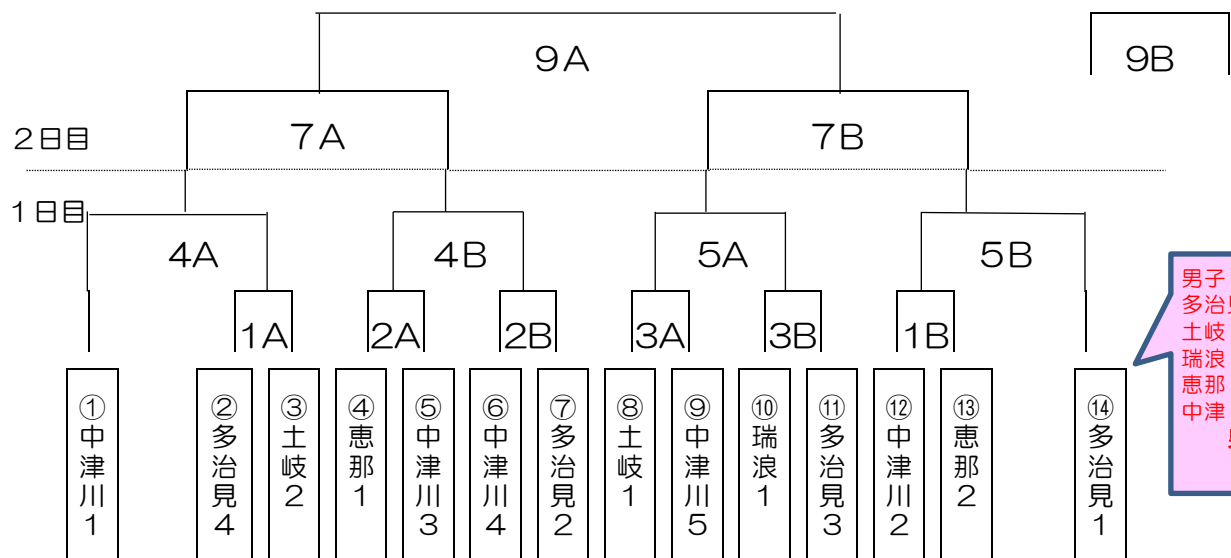 9A
9B
2日目
7A
7B
1日目
4A
4B
5A
5B
1A
2A
2B
3A
3B
1B
男子
多治
土岐
瑞浪
恵那
中津
①中津川1
②多治見4
③土岐2
④恵那1
⑤中津川3
⑥中津川4
⑦多治見2
⑧土岐1
⑨中津川5
⑩瑞浪1
⑪多治見3
⑫中津川2
⑬恵那2
⑭多治見1